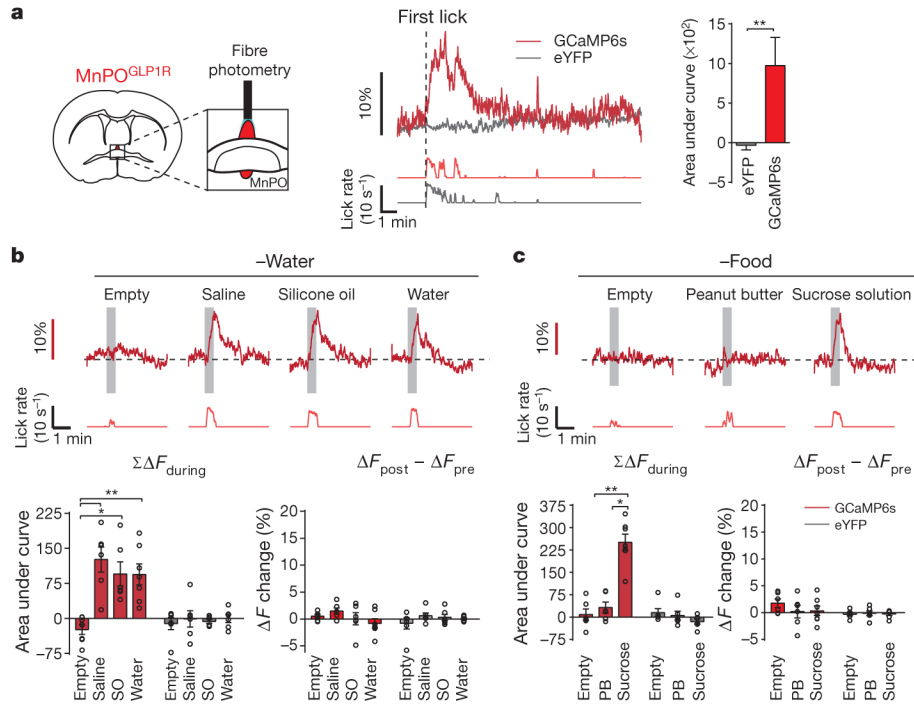 a
MnPO^GLP1R
Fibre
photometry
MnPO
First lick
GCaMP6s
eYFP
10%
Lick rate
(10 s⁻¹)
1 min
**
Area under curve (×10²)
15
10
5
0
−5
eYFP
GCaMP6s
b
–Water
Empty Saline Silicone oil Water
10%
Lick rate
(10 s⁻¹)
1 min
ΣΔF_during
ΔF_post – ΔF_pre
**
*
Area under curve
225
150
75
0
−75
Empty Saline SO Water Empty Saline SO Water
ΔF change (%)
20
15
10
5
0
−5
Empty Saline SO Water Empty Saline SO Water
c
–Food
Empty Peanut butter Sucrose solution
10%
Lick rate
(10 s⁻¹)
1 min
ΣΔF_during
ΔF_post – ΔF_pre
**
*
Area under curve
375
300
225
150
75
0
−75
Empty PB Sucrose Empty PB Sucrose
GCaMP6s
eYFP
ΔF change (%)
20
15
10
5
0
−5
Empty PB Sucrose Empty PB Sucrose